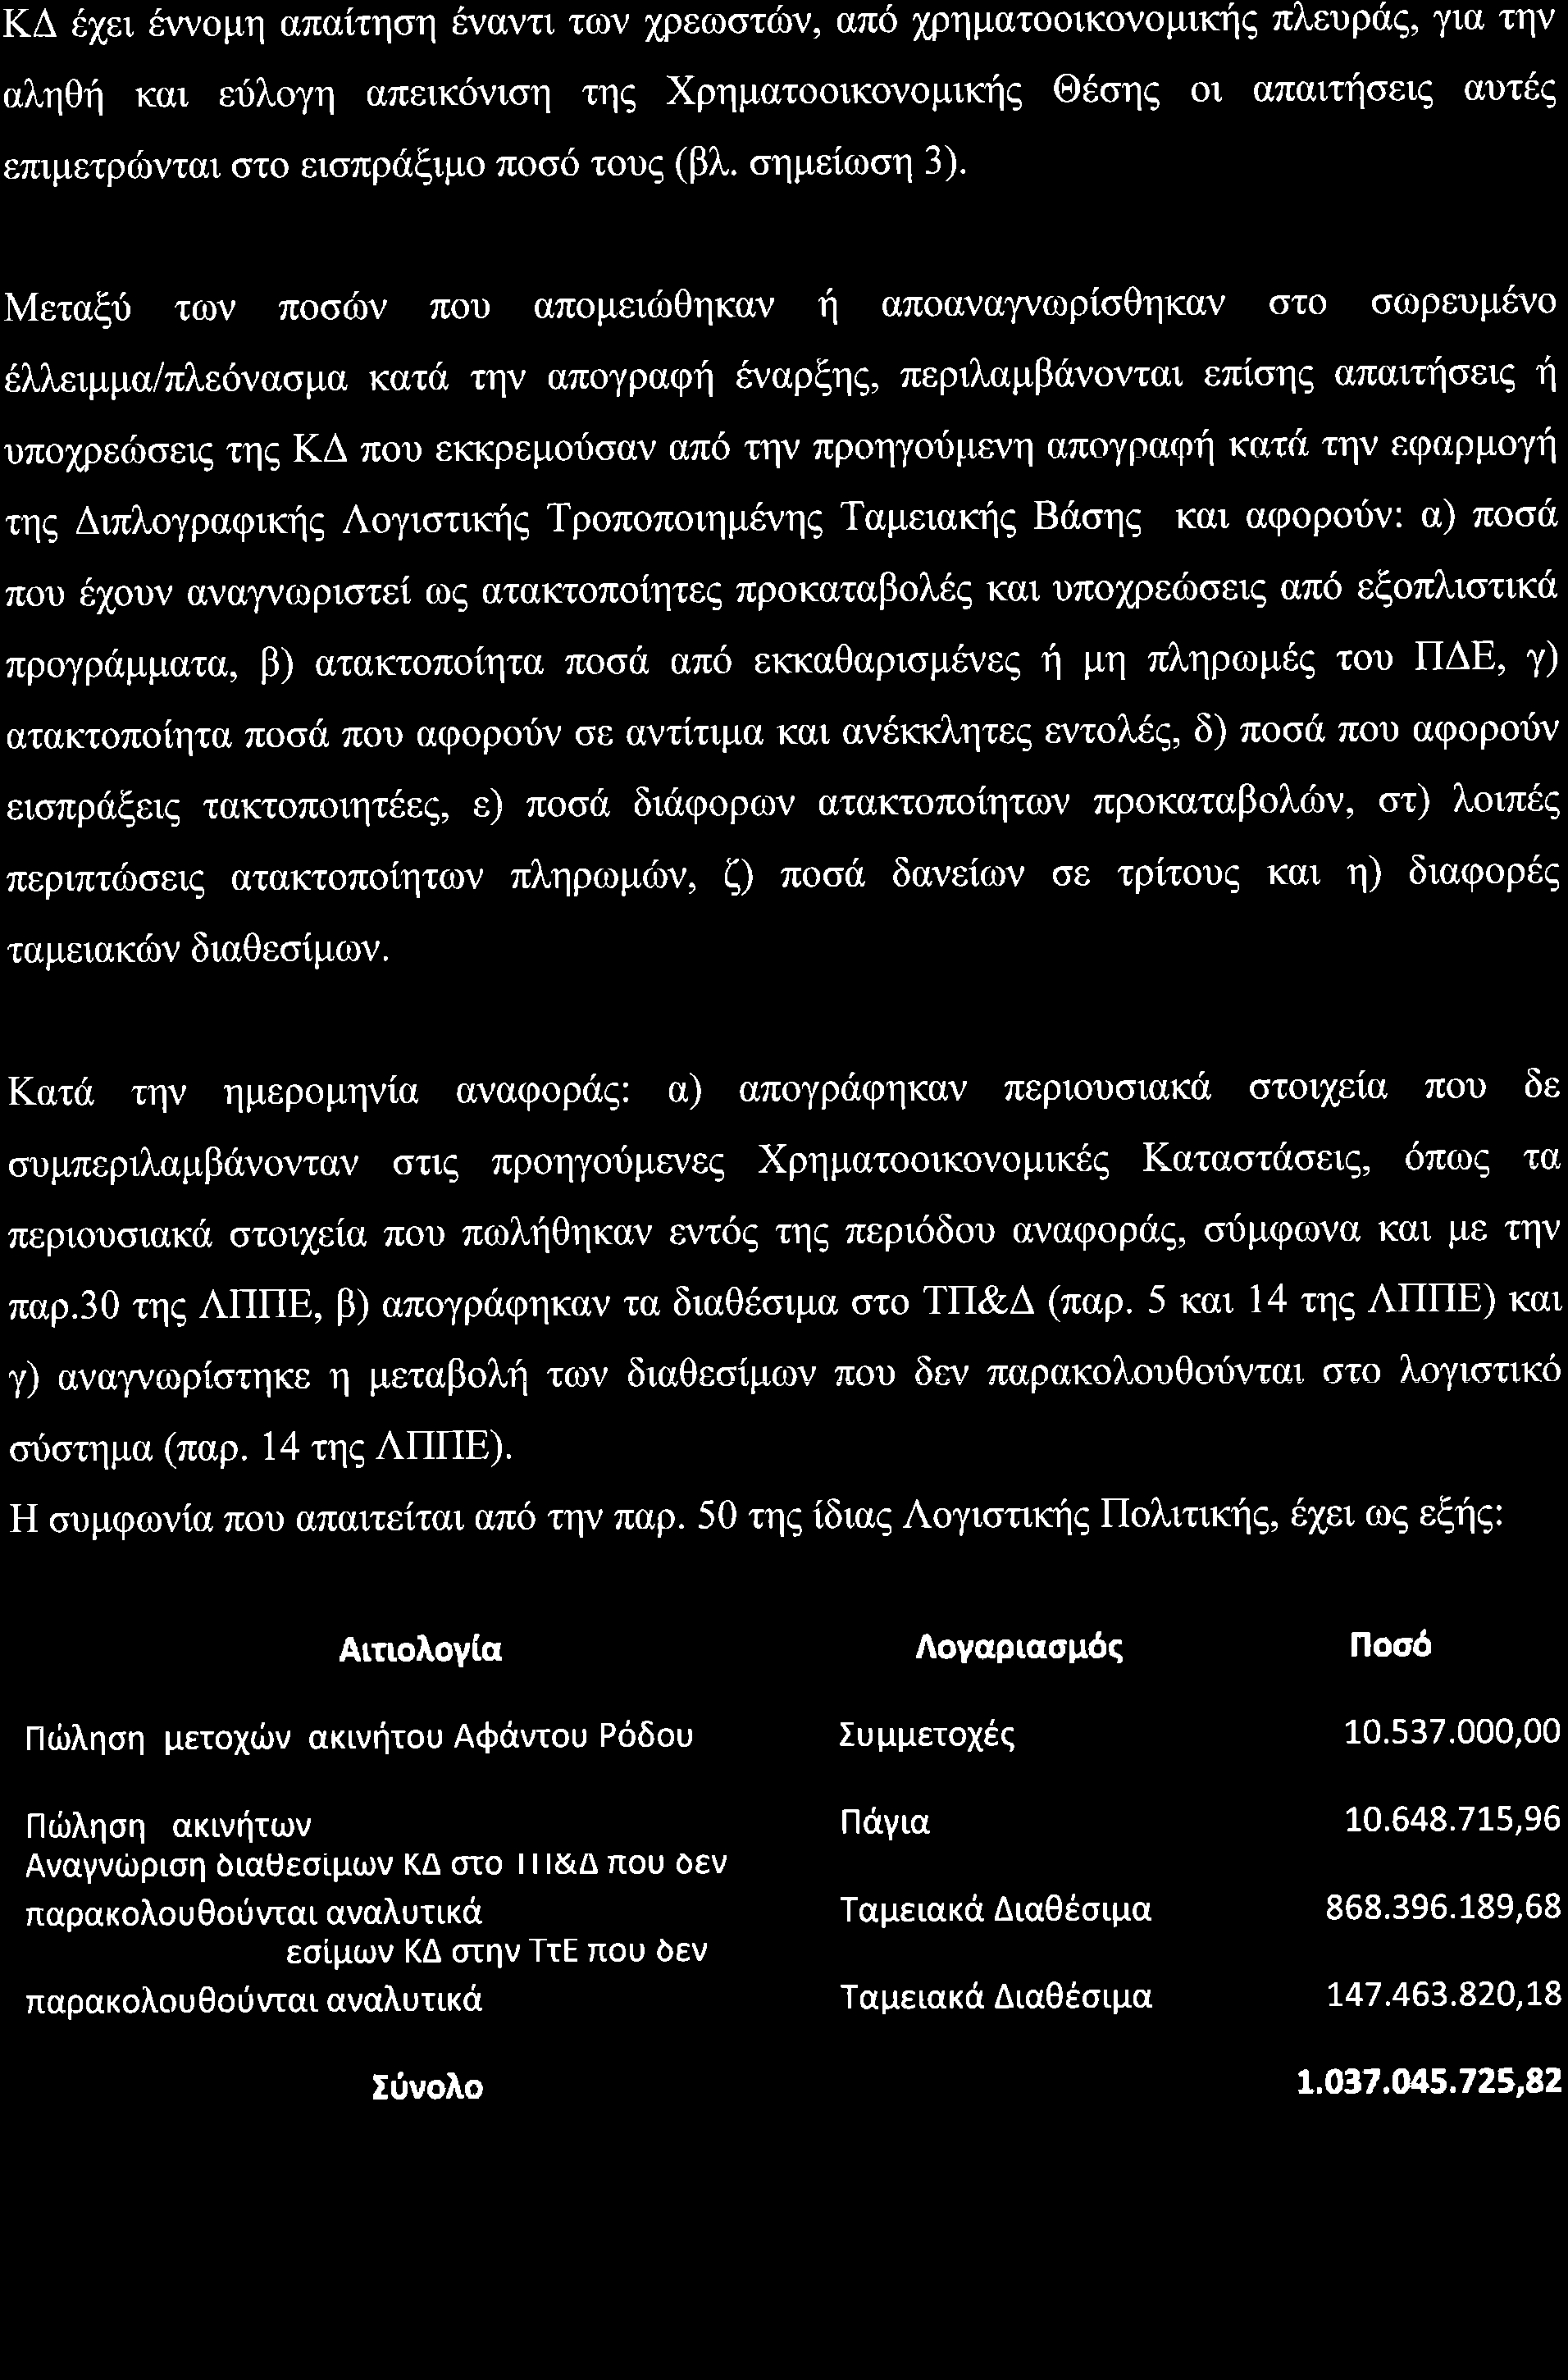 ΚΔ έχει έννομη απαίτηση έναντι των χρεωστών, από χρηματοοικονομικής πλευράς, για την
αληθή και εύλογη απεικόνιση της Χρηματοοικονομικής Θέσης οι απαιτήσεις αυτές
επιμετρώνται στο εισπράξιμο ποσό τους (βλ. σημείωση 3).
Μεταξύ των ποσών που απομειώθηκαν ή αποαναγνωρίσθηκαν στο σωρευμένο
έλλειμμα/πλεόνασμα κατά την απογραφή έναρξης, περιλαμβάνονται επίσης απαιτήσεις ή
υποχρεώσεις της ΚΔ που εκκρεμούσαν από την προηγούμενη απογραφή κατά την εφαρμογή
της Διπλογραφικής Λογιστικής Τροποποιημένης Ταμειακής Βάσης και αφορούν: α) ποσά
που έχουν αναγνωριστεί ως ατακτοποίητες προκαταβολές και υποχρεώσεις από εξοπλιστικά
προγράμματα, β) ατακτοποίητα ποσά από εκκαθαρισμένες ή μη πληρωμές του ΠΔΕ, γ)
ατακτοποίητα ποσά που αφορούν σε αντίτιμα και ανέκκλητες εντολές, δ) ποσά που αφορούν
εισπράξεις τακτοποιητέες, ε) ποσά διάφορων ατακτοποίητων προκαταβολών, στ) λοιπές
περιπτώσεις ατακτοποίητων πληρωμών, ζ) ποσά δανείων σε τρίτους και η) διαφορές
ταμειακών διαθεσίμων.
Κατά την ημερομηνία αναφοράς: α) απογράφηκαν περιουσιακά στοιχεία που δε
συμπεριλαμβάνονταν στις προηγούμενες Χρηματοοικονομικές Καταστάσεις, όπως τα
περιουσιακά στοιχεία που πωλήθηκαν εντός της περιόδου αναφοράς, σύμφωνα και με την
παρ.30 της ΛΠΠΕ, β) απογράφηκαν τα διαθέσιμα στο ΤΠ&Δ (παρ. 5 και 14 της ΛΠΠΕ) και
γ) αναγνωρίστηκε η μεταβολή των διαθεσίμων που δεν παρακολουθούνται στο λογιστικό
σύστημα (παρ. 14 της ΛΠΠΕ).
Η συμφωνία που απαιτείται από την παρ. 50 της ίδιας Λογιστικής Πολιτικής, έχει ως εξής:
Αιτιολογία Λογαριασμός Ποσό
Πώληση μετοχών ακινήτου Αφάντου Ρόδου Συμμετοχές 10.537.000,00
Πώληση ακινήτων Πάγια 10.648.715,96
Αναγνώριση διαθεσίμων ΚΔ στο ΤΠ&Δ που δεν
παρακολουθούνται αναλυτικά Ταμειακά Διαθέσιμα 868.396.189,68
εσίμων ΚΔ στην ΤτΕ που δεν
παρακολουθούνται αναλυτικά Ταμειακά Διαθέσιμα 147.463.820,18
Σύνολο 1.037.045.725,82